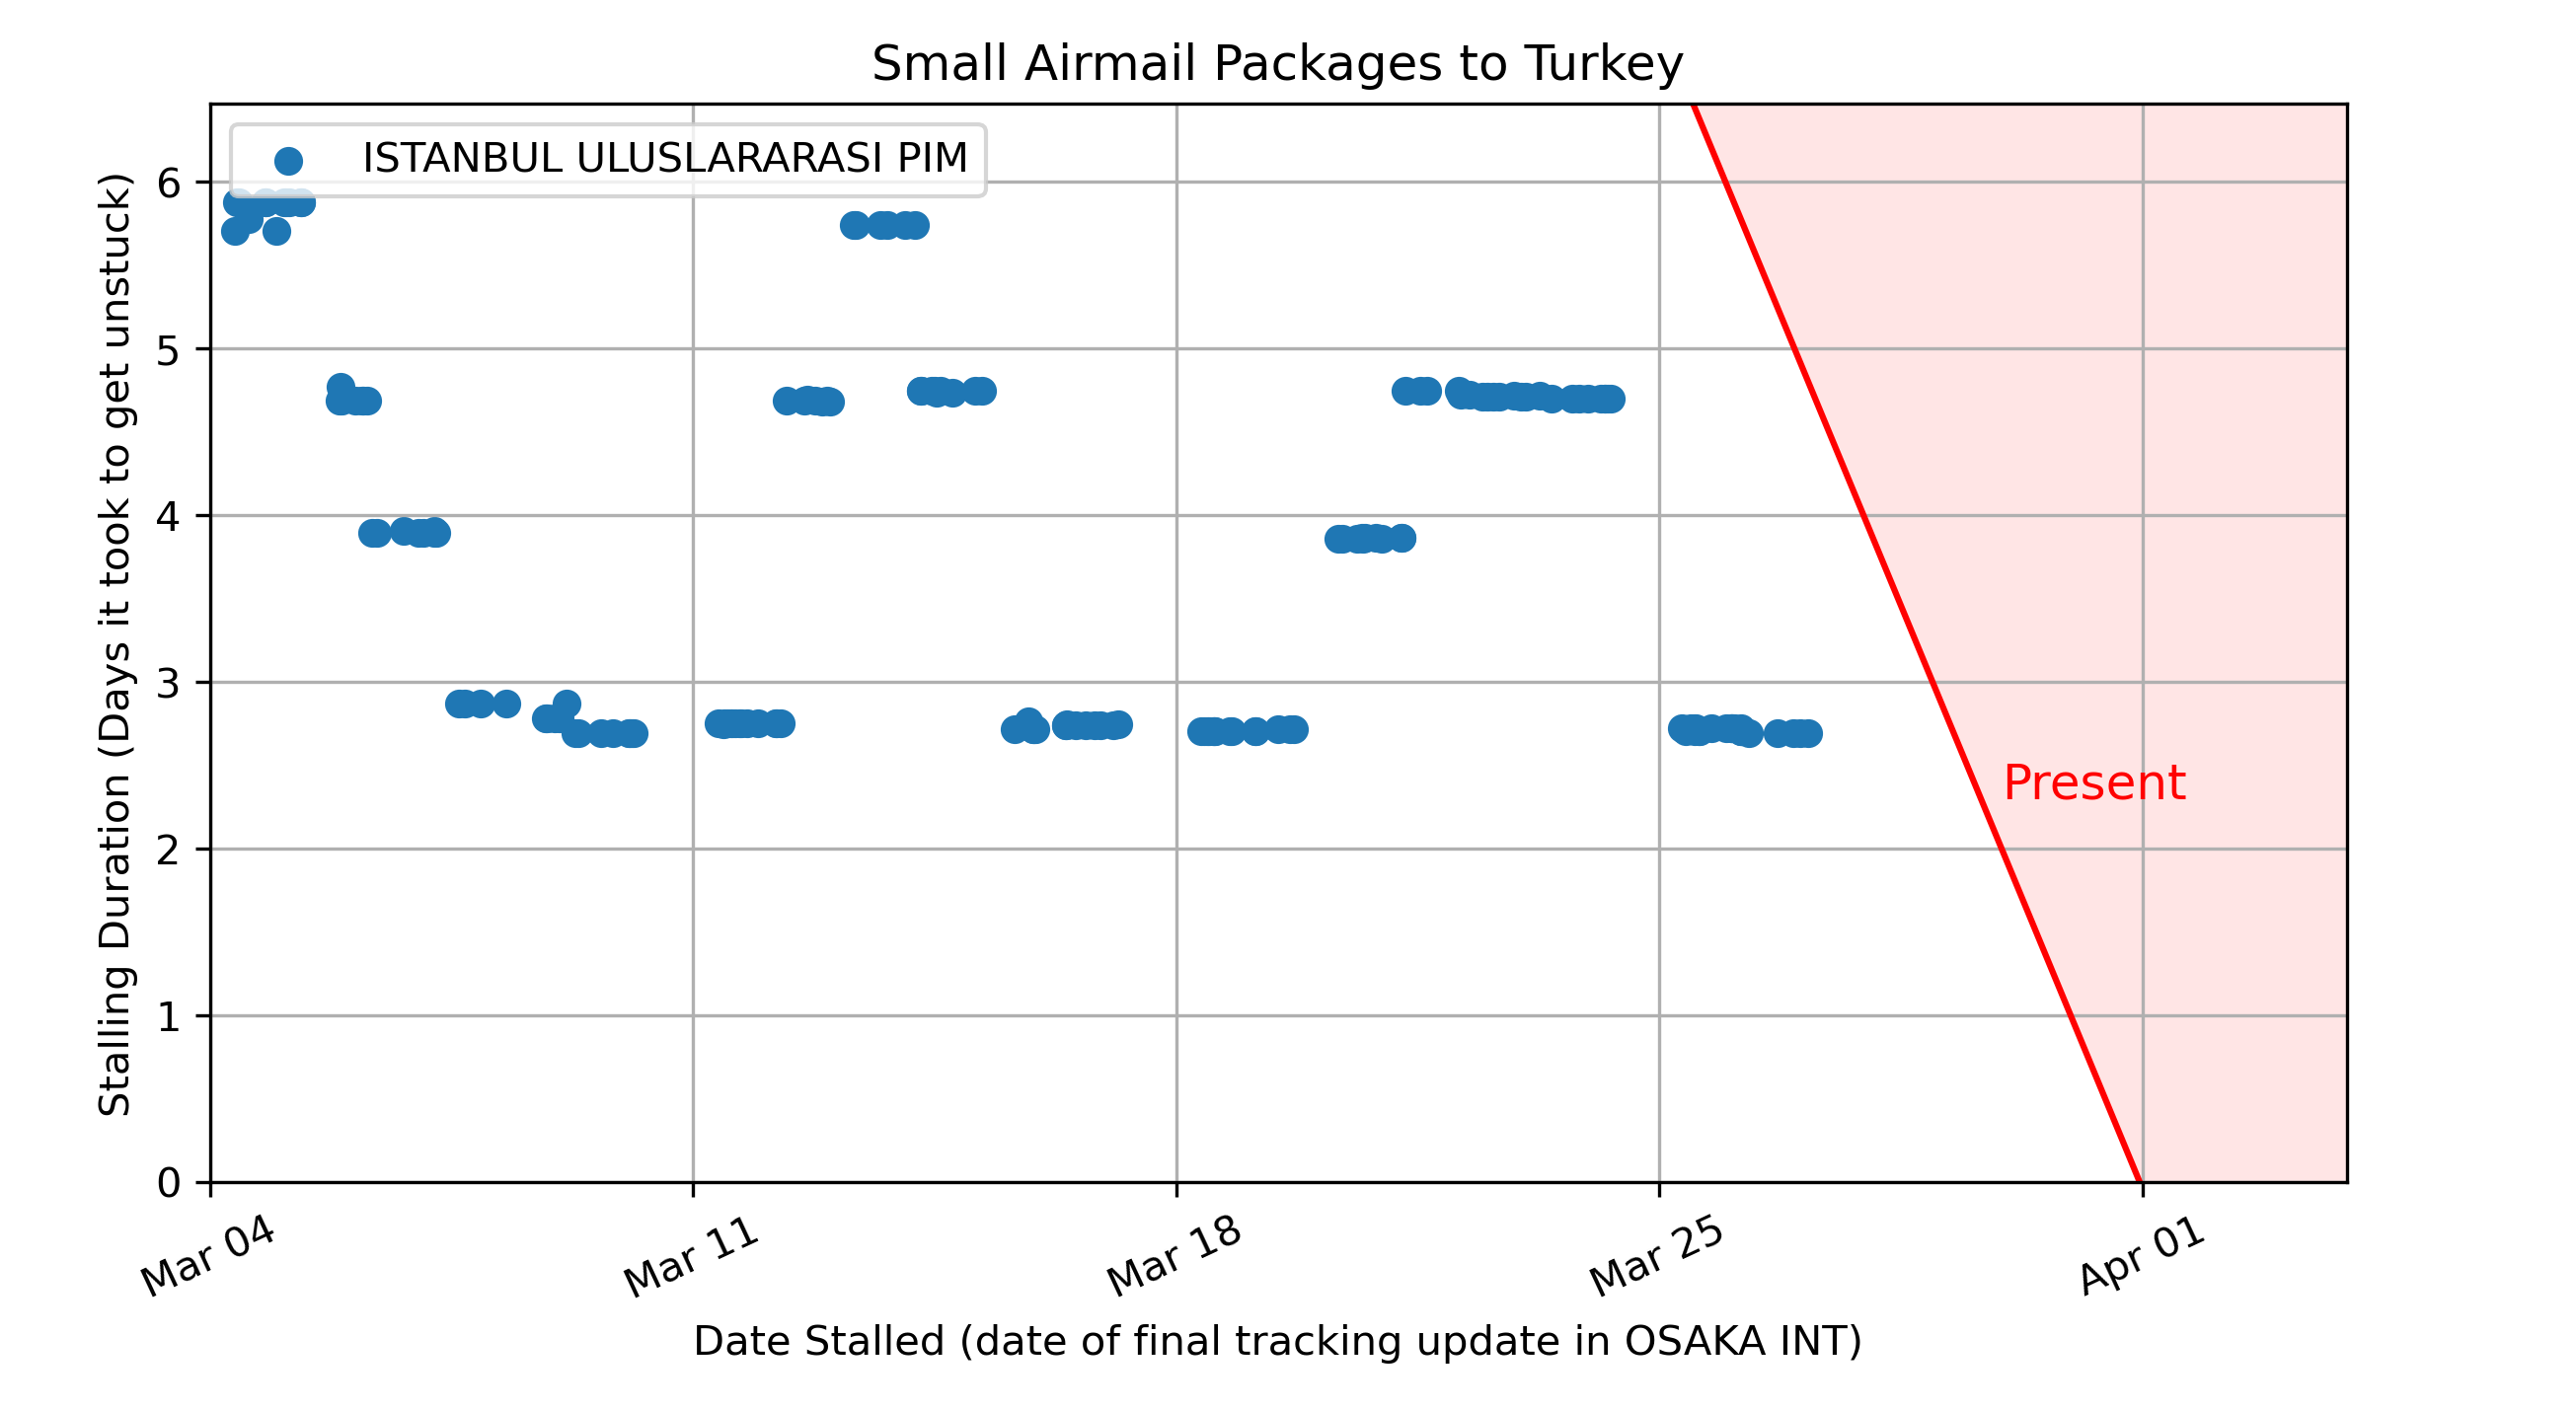 Small Airmail Packages to Turkey
ISTANBUL ULUSLARARASI PIM
Stalling Duration (Days it took to get unstuck)
6
5
4
3
2
1
0
Present
Mar 04
Mar 11
Mar 18
Mar 25
Apr 01
Date Stalled (date of final tracking update in OSAKA INT)